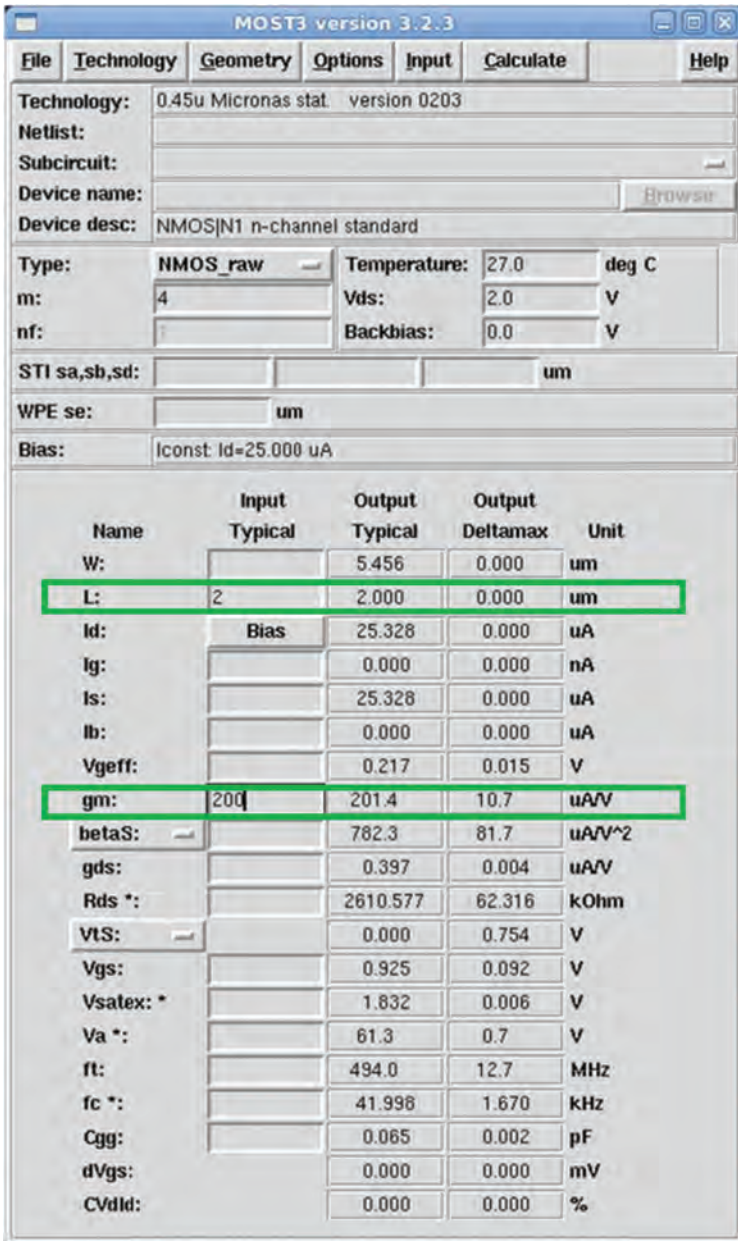 MOST3 version 3.2.3
File Technology Geometry Options Input Calculate Help
Technology: 0.45u Micronas stat. version 0203
Netlist:
Subcircuit:
Device name: Browse
Device desc: NMOS|N1 n-channel standard
Type: NMOS_raw Temperature: 27.0 deg C
m: 4 Vds: 2.0 V
nf: 1 Backbias: 0.0 V
STI sa,sb,sd: um
WPE se: um
Bias: Iconst: Id=25.000 uA
Input Output Output
Name Typical Typical Deltamax Unit
W: 5.456 0.000 um
L: 2 2.000 0.000 um
Id: Bias 25.328 0.000 uA
Ig: 0.000 0.000 nA
Is: 25.328 0.000 uA
Ib: 0.000 0.000 uA
Vgeff: 0.217 0.015 V
gm: 200 201.4 10.7 uA/V
betaS: 782.3 81.7 uA/V^2
gds: 0.397 0.004 uA/V
Rds *: 2610.577 62.316 kOhm
VtS: 0.000 0.754 V
Vgs: 0.925 0.092 V
Vsatex: * 1.832 0.006 V
Va *: 61.3 0.7 V
ft: 494.0 12.7 MHz
fc *: 41.998 1.670 kHz
Cgg: 0.065 0.002 pF
dVgs: 0.000 0.000 mV
CVdId: 0.000 0.000 %